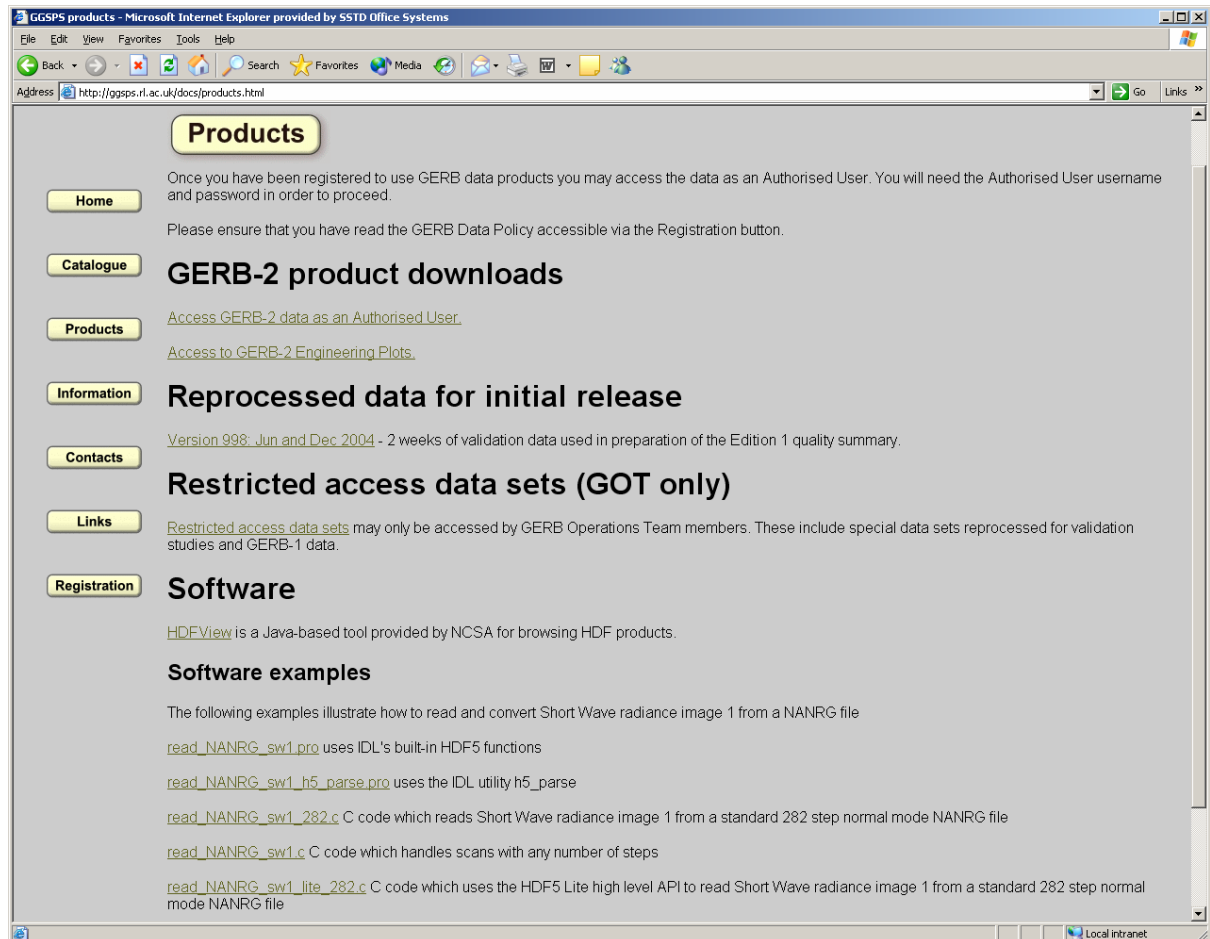 GGSPS products - Microsoft Internet Explorer provided by SSTD Office Systems
File Edit View Favorites Tools Help
Back Search Favorites Media
Address http://ggsps.rl.ac.uk/docs/products.html Go Links »
Products
Once you have been registered to use GERB data products you may access the data as an Authorised User. You will need the Authorised User username
and password in order to proceed.
Please ensure that you have read the GERB Data Policy accessible via the Registration button.
Home
Catalogue
Products
Information
Contacts
Links
Registration
GERB-2 product downloads
Access GERB-2 data as an Authorised User.
Access to GERB-2 Engineering Plots.
Reprocessed data for initial release
Version 998: Jun and Dec 2004 - 2 weeks of validation data used in preparation of the Edition 1 quality summary.
Restricted access data sets (GOT only)
Restricted access data sets may only be accessed by GERB Operations Team members. These include special data sets reprocessed for validation
studies and GERB-1 data.
Software
HDFView is a Java-based tool provided by NCSA for browsing HDF products.
Software examples
The following examples illustrate how to read and convert Short Wave radiance image 1 from a NANRG file
read_NANRG_sw1.pro uses IDL's built-in HDF5 functions
read_NANRG_sw1_h5_parse.pro uses the IDL utility h5_parse
read_NANRG_sw1_282.c C code which reads Short Wave radiance image 1 from a standard 282 step normal mode NANRG file
read_NANRG_sw1.c C code which handles scans with any number of steps
read_NANRG_sw1_lite_282.c C code which uses the HDF5 Lite high level API to read Short Wave radiance image 1 from a standard 282 step normal
mode NANRG file
Local intranet